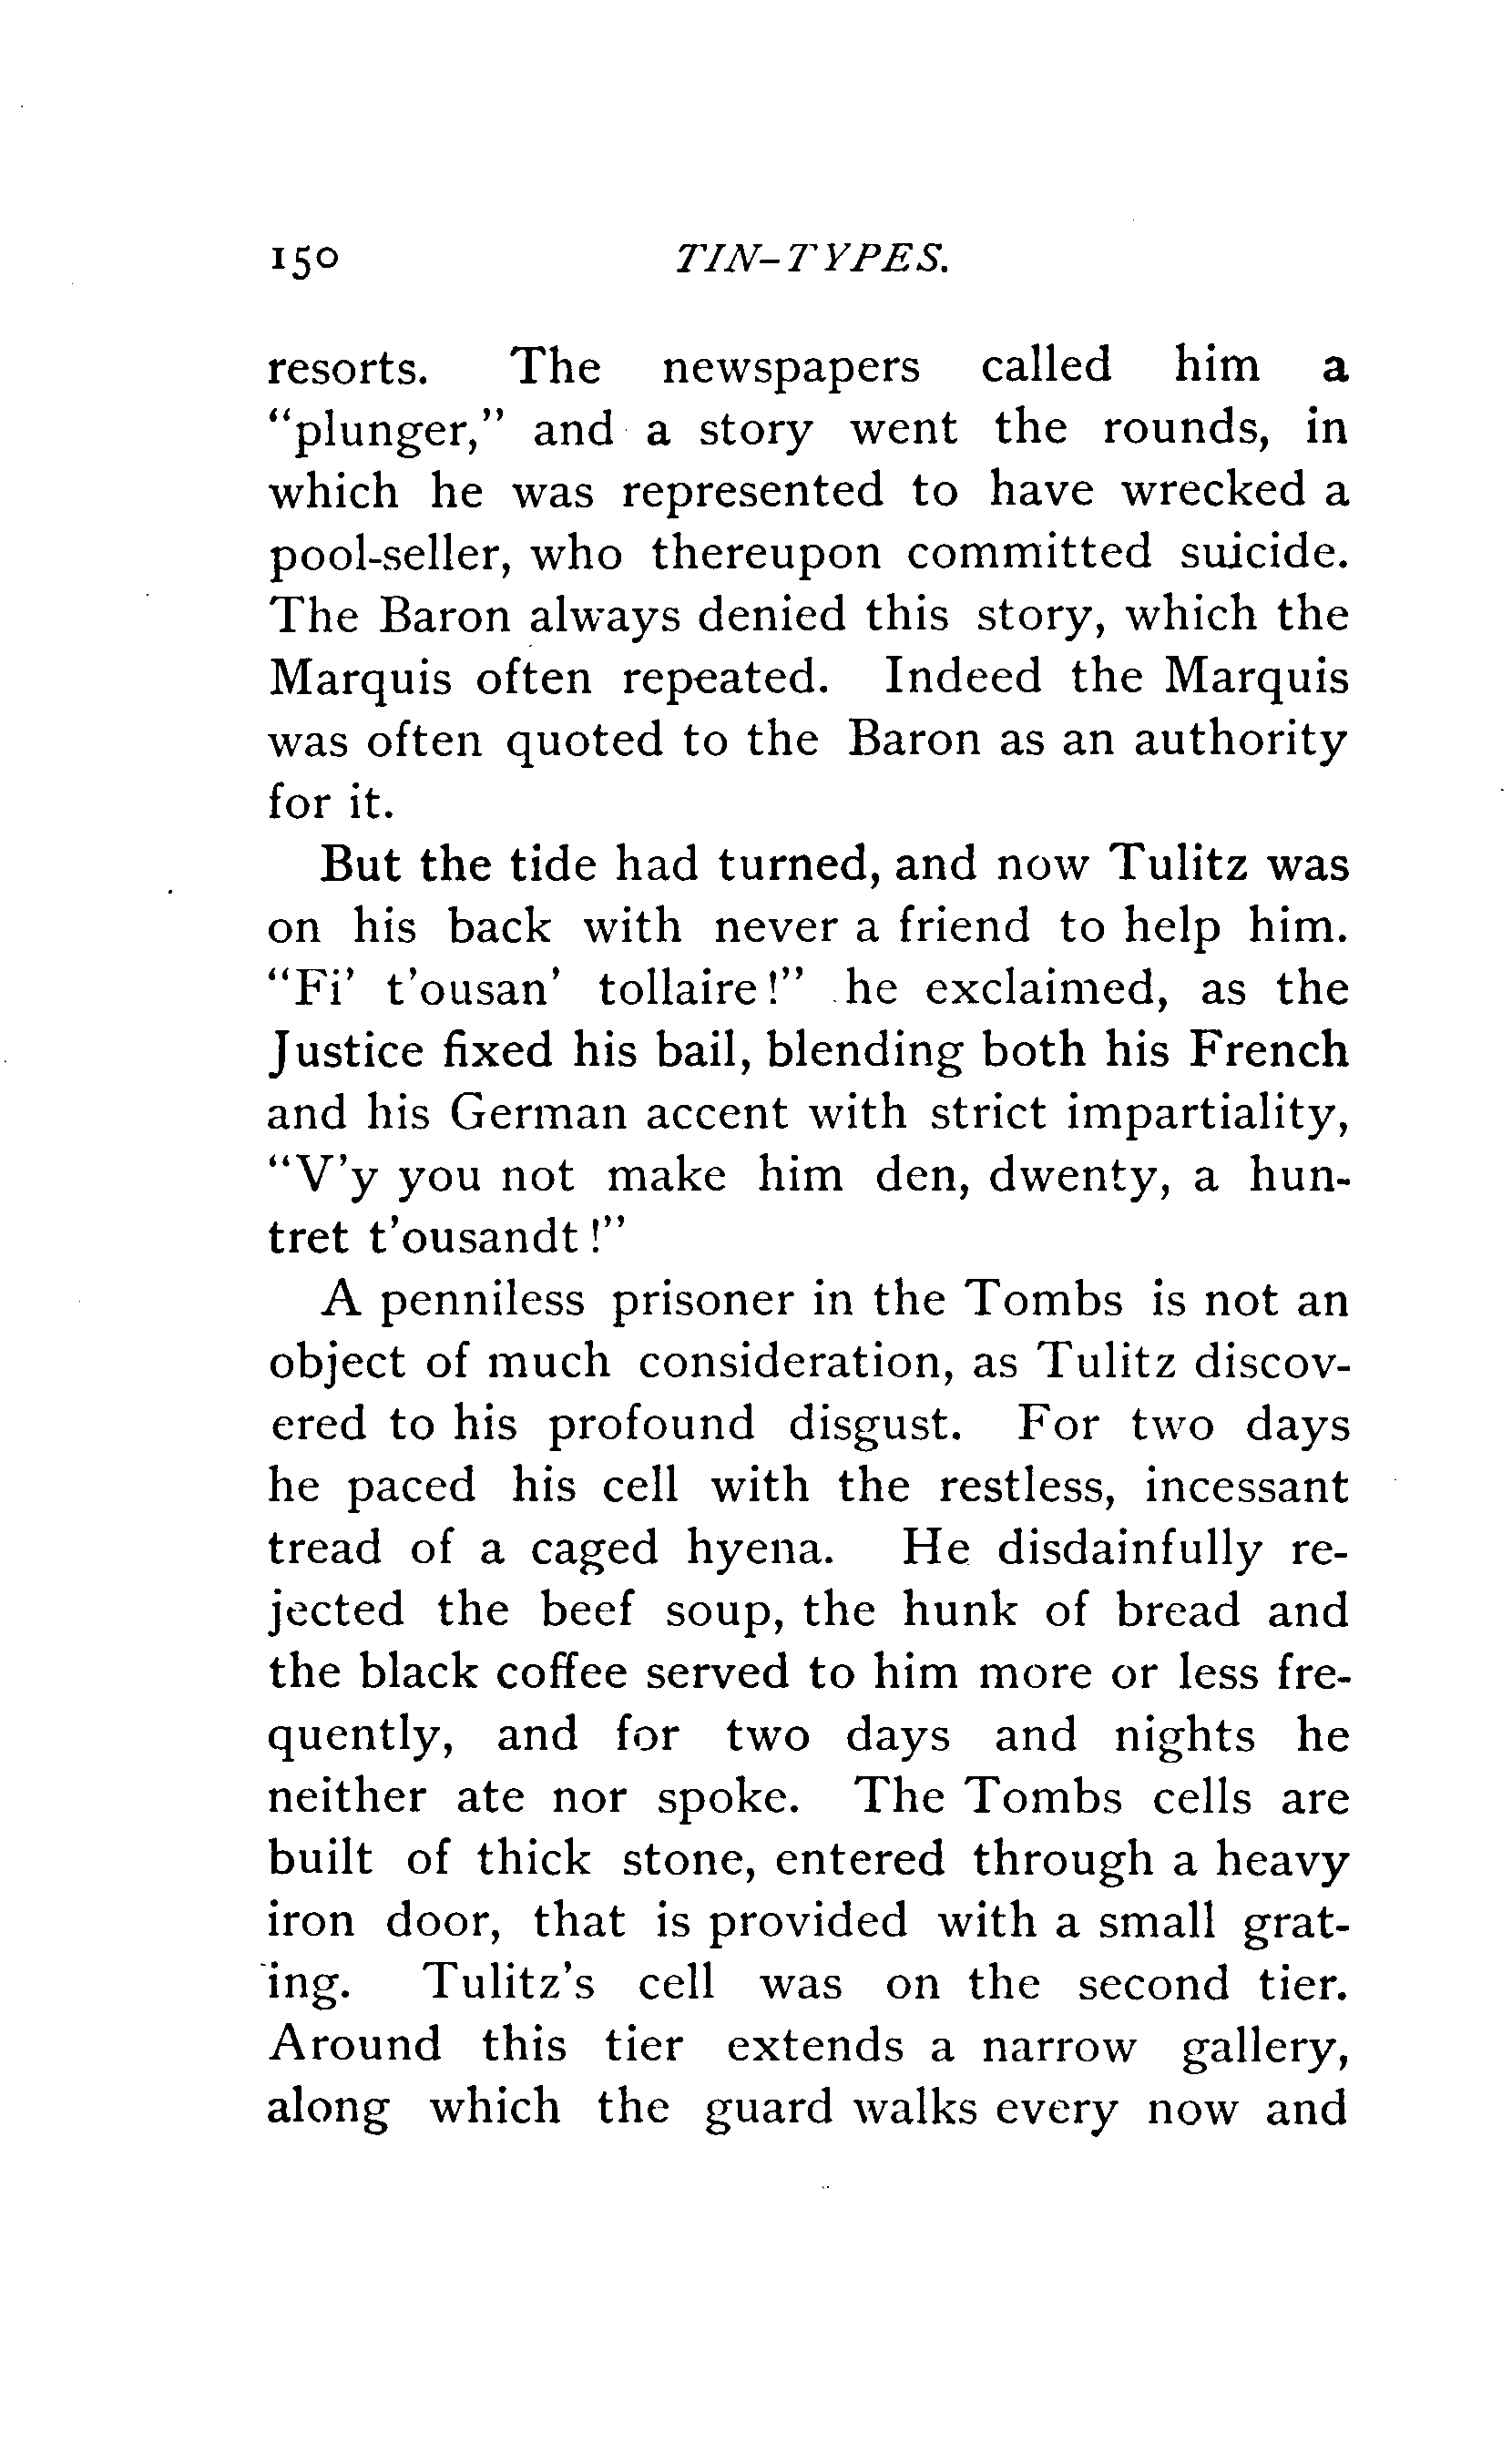 150 TIN-TYPES.
resorts. The newspapers called him a
"plunger," and a story went the rounds, in
which he was represented to have wrecked a
pool-seller, who thereupon committed suicide.
The Baron always denied this story, which the
Marquis often repeated. Indeed the Marquis
was often quoted to the Baron as an authority
for it.
But the tide had turned, and now Tulitz was
on his back with never a friend to help him.
"Fi' t'ousan' tollaire!" he exclaimed, as the
Justice fixed his bail, blending both his French
and his German accent with strict impartiality,
"V'y you not make him den, dwenty, a hun-
tret t'ousandt!"
A penniless prisoner in the Tombs is not an
object of much consideration, as Tulitz discov-
ered to his profound disgust. For two days
he paced his cell with the restless, incessant
tread of a caged hyena. He disdainfully re-
jected the beef soup, the hunk of bread and
the black coffee served to him more or less fre-
quently, and for two days and nights he
neither ate nor spoke. The Tombs cells are
built of thick stone, entered through a heavy
iron door, that is provided with a small grat-
ing. Tulitz's cell was on the second tier.
Around this tier extends a narrow gallery,
along which the guard walks every now and